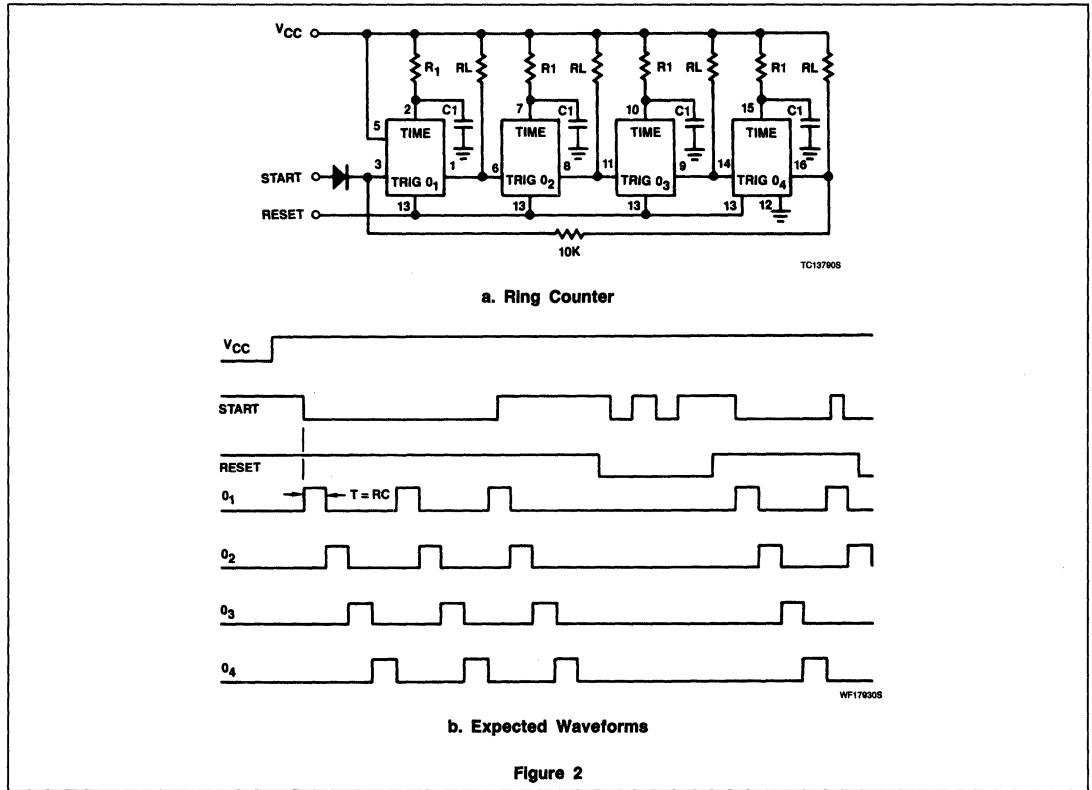 VCC
R1 RL R1 RL R1 RL R1 RL
2 C1 7 C1 10 C1 15 C1
5 TIME TIME TIME TIME
START 3 TRIG 01 1 6 TRIG 02 8 11 TRIG 03 9 14 TRIG 04 16
RESET 13 13 13 13 12
10K
TC13790S
a. Ring Counter
VCC
START
RESET
01 T = RC
02
03
04
WF17930S
b. Expected Waveforms
Figure 2